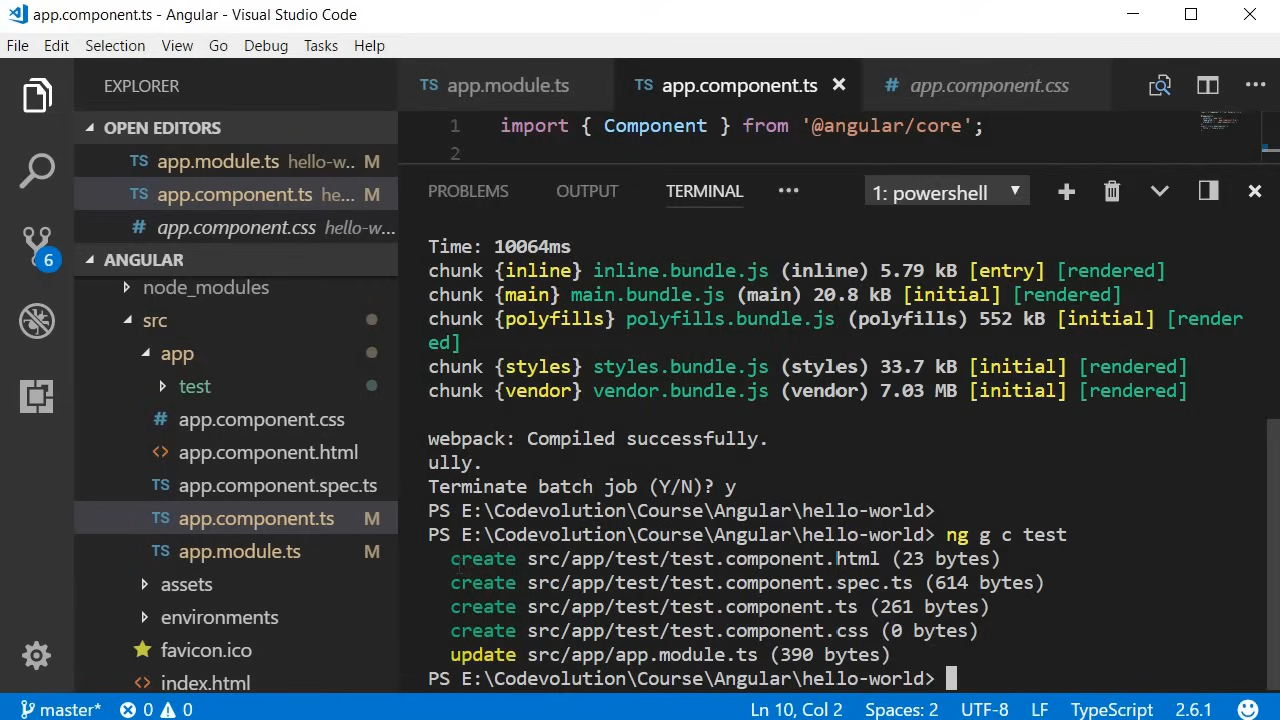 app.component.ts - Angular - Visual Studio Code
File Edit Selection View Go Debug Tasks Help
EXPLORER
OPEN EDITORS
TS app.module.ts hello-w... M
TS app.component.ts he... M
# app.component.css hello-w...
ANGULAR
node_modules
src
app
test
# app.component.css
<> app.component.html
TS app.component.spec.ts
TS app.component.ts M
TS app.module.ts
<> index.html
assets
environments
favicon.ico
6
TS app.module.ts TS app.component.ts # app.component.css
1 import { Component } from '@angular/core';
2
PROBLEMS OUTPUT TERMINAL ••• 1: powershell
Time: 10064ms
chunk {inline} inline.bundle.js (inline) 5.79 kB [entry] [rendered]
chunk {main} main.bundle.js (main) 20.8 kB [initial] [rendered]
chunk {polyfills} polyfills.bundle.js (polyfills) 552 kB [initial] [render
ed]
chunk {styles} styles.bundle.js (styles) 33.7 kB [initial] [rendered]
chunk {vendor} vendor.bundle.js (vendor) 7.03 MB [initial] [rendered]
webpack: Compiled successfully.
ully.
Terminate batch job (Y/N)? y
PS E:\Codevolution\Course\Angular\hello-world>
PS E:\Codevolution\Course\Angular\hello-world> ng g c test
create src/app/test/test.component.html (23 bytes)
create src/app/test/test.component.spec.ts (614 bytes)
create src/app/test/test.component.ts (261 bytes)
create src/app/test/test.component.css (0 bytes)
update src/app/app.module.ts (390 bytes)
PS E:\Codevolution\Course\Angular\hello-world>
master* 0 0 Ln 10, Col 2 Spaces: 2 UTF-8 LF TypeScript 2.6.1